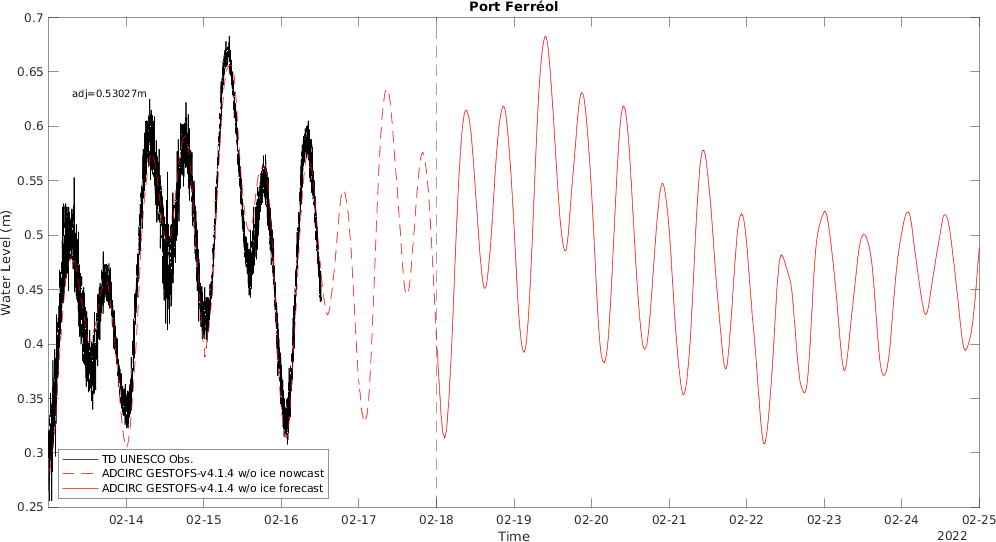 Port Ferréol
0.7
0.65
0.6
0.55
0.5
0.45
0.4
0.35
0.3
0.25
Water Level (m)
adj=0.53027m
TD UNESCO Obs.
ADCIRC GESTOFS-v4.1.4 w/o ice nowcast
ADCIRC GESTOFS-v4.1.4 w/o ice forecast
02-14 02-15 02-16 02-17 02-18 02-19 02-20 02-21 02-22 02-23 02-24 02-25
Time
2022